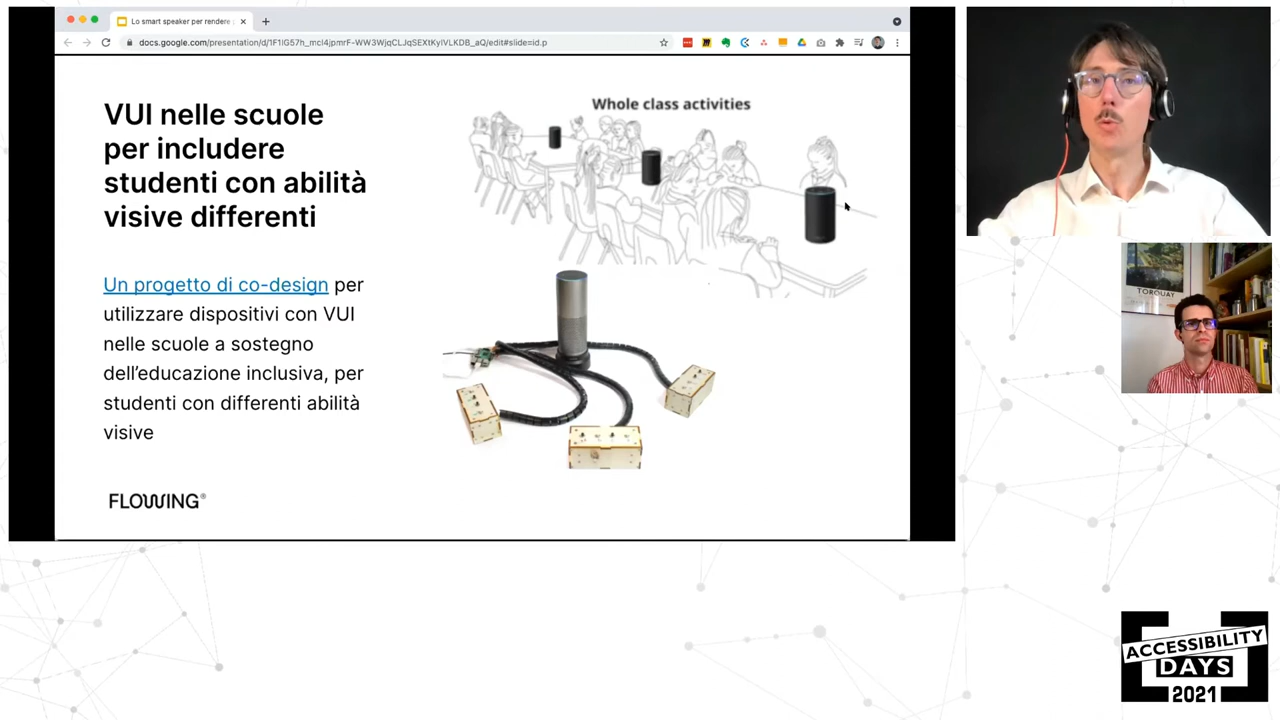 Lo smart speaker per rendere
docs.google.com/presentation/d/1F1IG57h_mcl4jpmrF-WW3WjqCLJqSEXtKyIVLKDB_aQ/edit#slide=id.p
VUI nelle scuole
per includere
studenti con abilità
visive differenti
Whole class activities
Un progetto di co-design per
utilizzare dispositivi con VUI
nelle scuole a sostegno
dell'educazione inclusiva, per
studenti con differenti abilità
visive
FLOWING®
TORQUAY
ACCESSIBILITY
DAYS
2021